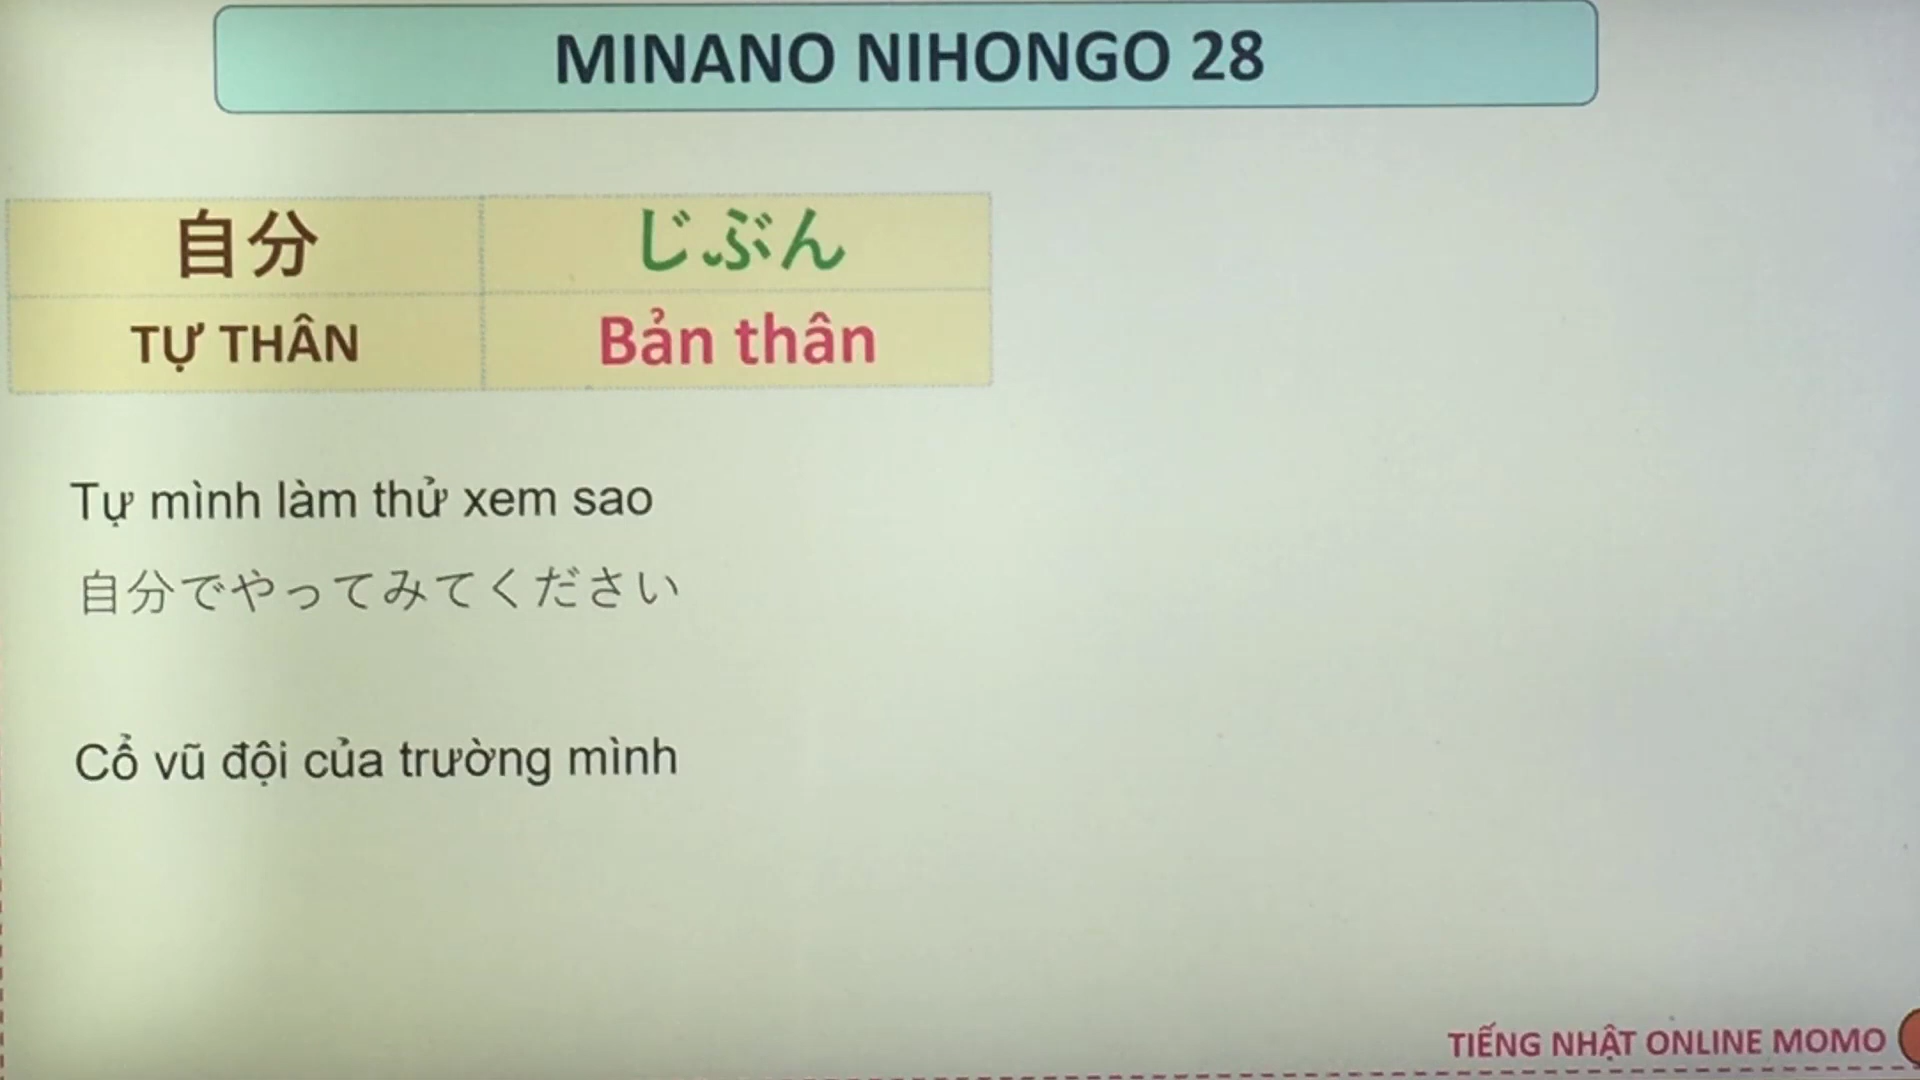 MINANO NIHONGO 28
自分 じぶん
TỰ THÂN Bản thân
Tự mình làm thử xem sao
自分でやってみてください
Cổ vũ đội của trường mình
TIẾNG NHẬT ONLINE MOMO